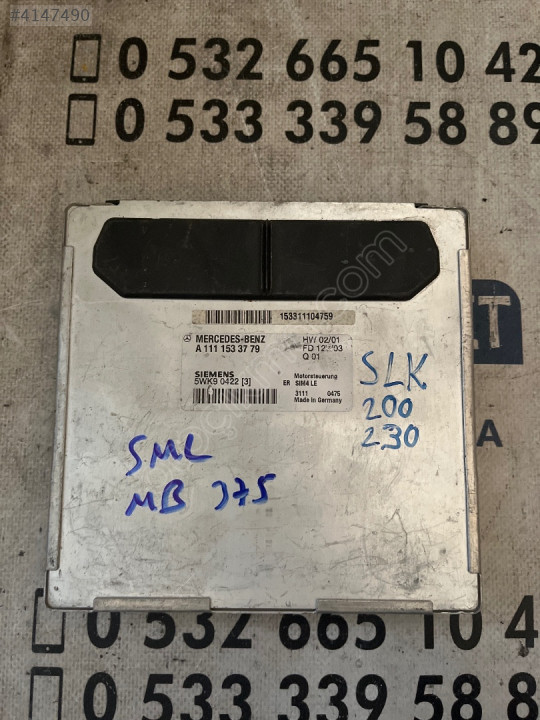 #4147490
0 532 665 10 42
0 533 339 58 89
153311104759
MERCEDES-BENZ
A 111 153 37 79
HW 02/01
Q 01
SIEMENS
5WK9 0422 [3]
Motorsteuerung
ER SIM4 LE
3111 0475
Made in Germany
SLK
200
230
SML
MB 375
A
0 532 665 10 4
0 533 339 58 8